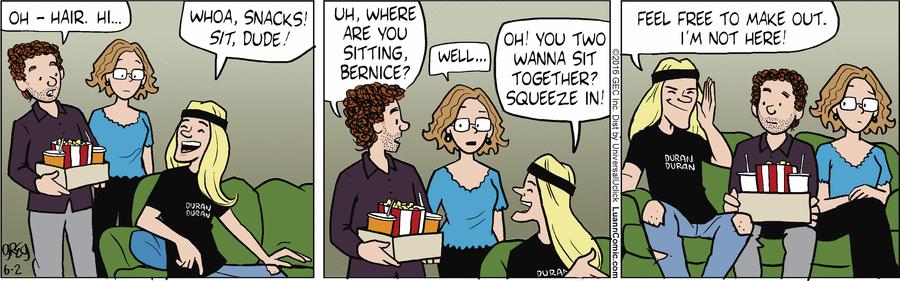 OH - HAIR. HI...
WHOA, SNACKS!
SIT, DUDE!
DURAN
DURAN
OREY
6-2
UH, WHERE
ARE YOU
SITTING,
BERNICE?
WELL...
OH! YOU TWO
WANNA SIT
TOGETHER?
SQUEEZE IN!
DURA
©2016 GEC Inc. Dist by Universal Uclick LuannComic.com
FEEL FREE TO MAKE OUT.
I'M NOT HERE!
DURAN
DURAN